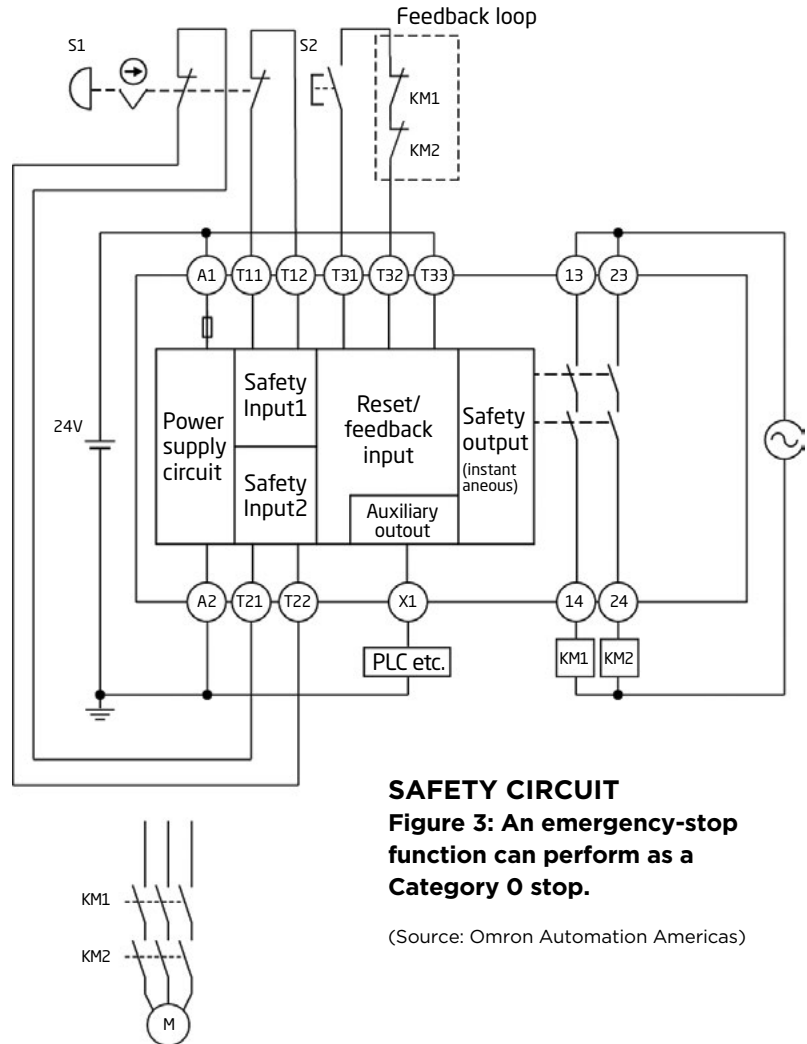 Feedback loop
S1
S2
KM1
KM2
A1
T11
T12
T31
T32
T33
13
23
24V
Power
supply
circuit
Safety
Input1
Safety
Input2
Reset/
feedback
input
Auxiliary
outout
Safety
output
(instant
aneous)
A2
T21
T22
X1
14
24
PLC etc.
KM1
KM2
SAFETY CIRCUIT
Figure 3: An emergency-stop
function can perform as a
Category 0 stop.
(Source: Omron Automation Americas)
KM1
KM2
M